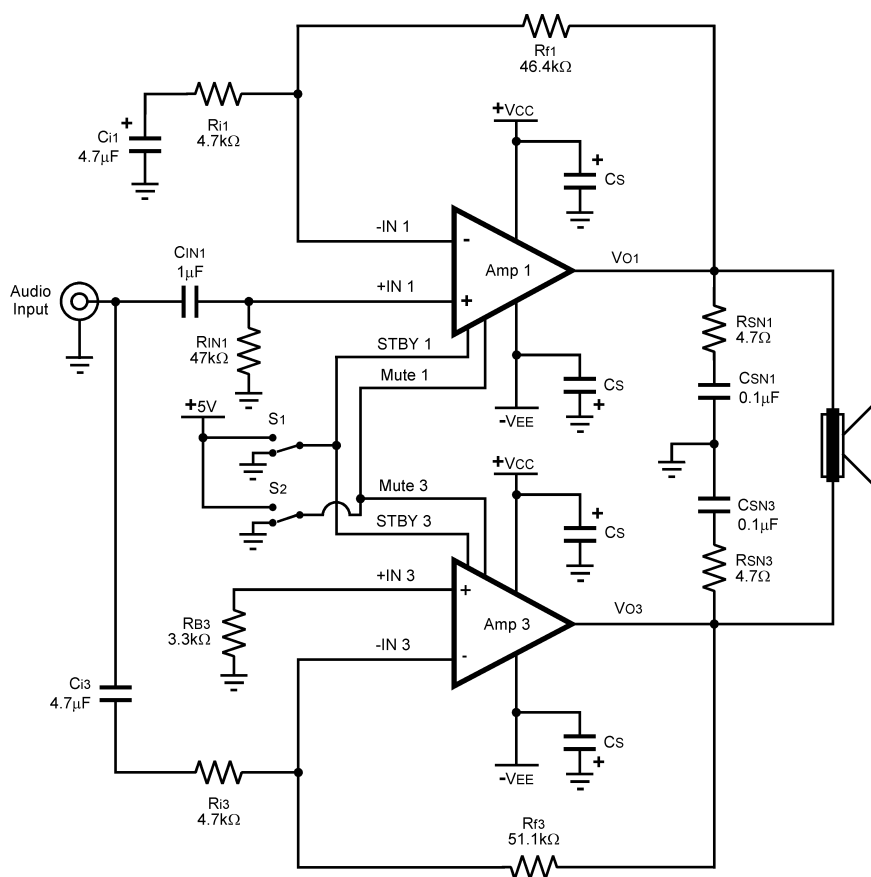 Rf1
46.4kΩ
+VCC
+
Ci1
4.7µF
Ri1
4.7kΩ
+
CS
-IN 1
-
CIN1
1µF
Amp 1
VO1
Audio
Input
+IN 1
+
RIN1
47kΩ
STBY 1
Mute 1
RSN1
4.7Ω
CS
+
CSN1
0.1µF
+5V
S1
-VEE
+VCC
S2
Mute 3
STBY 3
+
CS
CSN3
0.1µF
+IN 3
+
RSN3
4.7Ω
RB3
3.3kΩ
Amp 3
VO3
-IN 3
-
Ci3
4.7µF
CS
+
-VEE
Ri3
4.7kΩ
Rf3
51.1kΩ